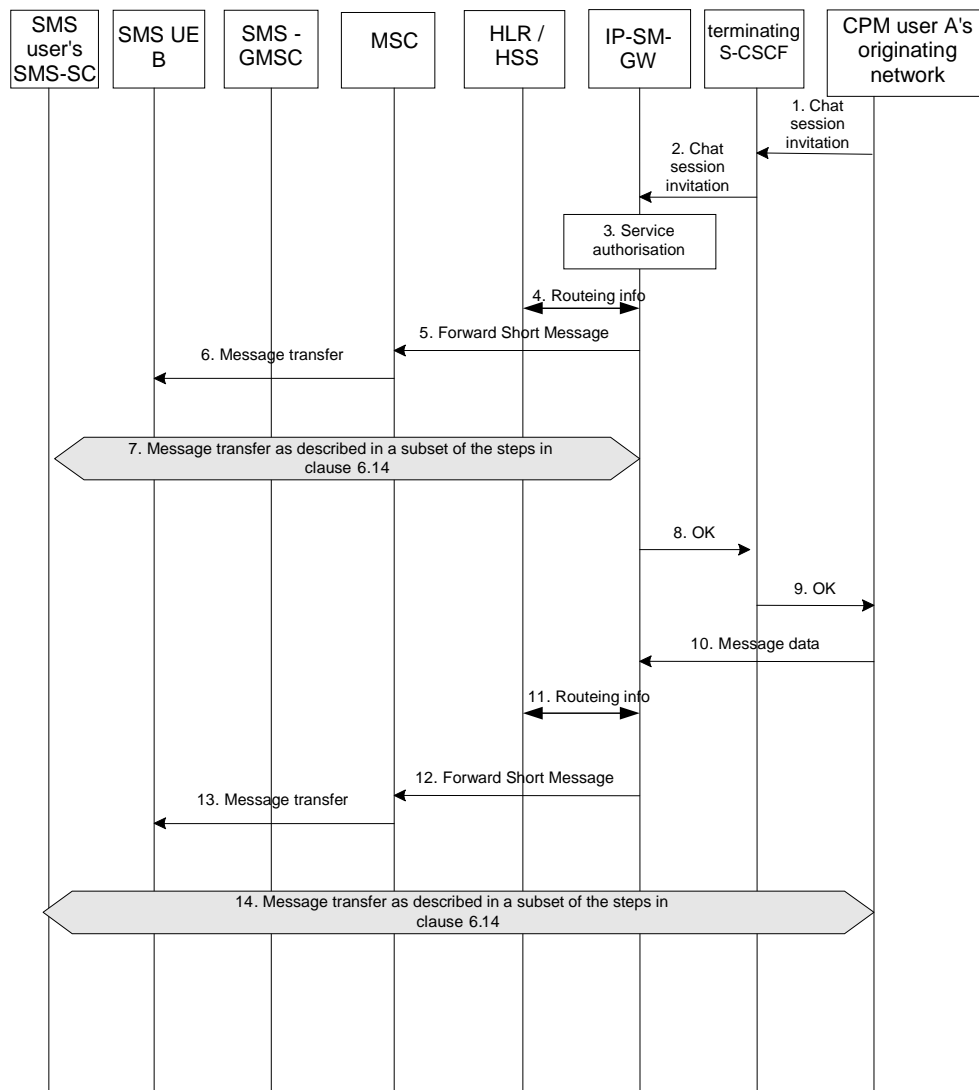 SMS
user's
SMS-SC
SMS UE
B
SMS -
GMSC
MSC
HLR /
HSS
IP-SM-
GW
terminating
S-CSCF
CPM user A's
originating
network
1. Chat
session
invitation
2. Chat
session
invitation
3. Service
authorisation
4. Routeing info
5. Forward Short Message
6. Message transfer
7. Message transfer as described in a subset of the steps in
clause 6.14
8. OK
9. OK
10. Message data
11. Routeing info
12. Forward Short Message
13. Message transfer
14. Message transfer as described in a subset of the steps in
clause 6.14